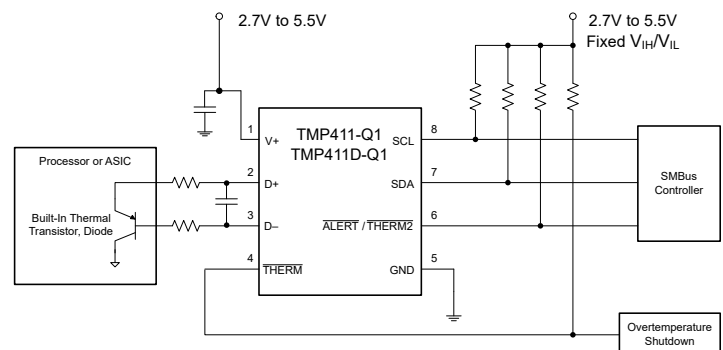 2.7V to 5.5V
2.7V to 5.5V
Fixed VIH/VIL
TMP411-Q1
TMP411D-Q1
1
V+
SCL
8
Processor or ASIC
Built-In Thermal
Transistor, Diode
2
D+
SDA
7
3
D–
ALERT / THERM2
6
4
THERM
GND
5
SMBus
Controller
Overtemperature
Shutdown